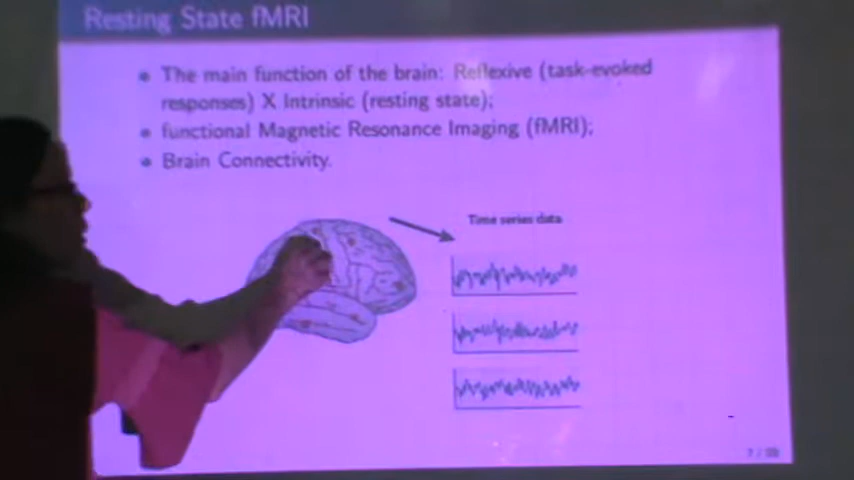 Resting State fMRI
The main function of the brain: Reflexive (task-evoked
responses) X Intrinsic (resting state);
functional Magnetic Resonance Imaging (fMRI);
Brain Connectivity.
Time series data